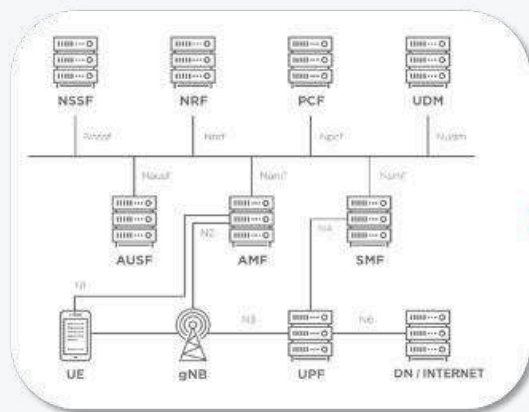 NSSF NRF PCF UDM
Nnssf Nnrf Npcf Nudm
Nausf Namf Nsmf
AUSF AMF SMF
N2 N4
N1
N3 N6
UE gNB UPF DN / INTERNET